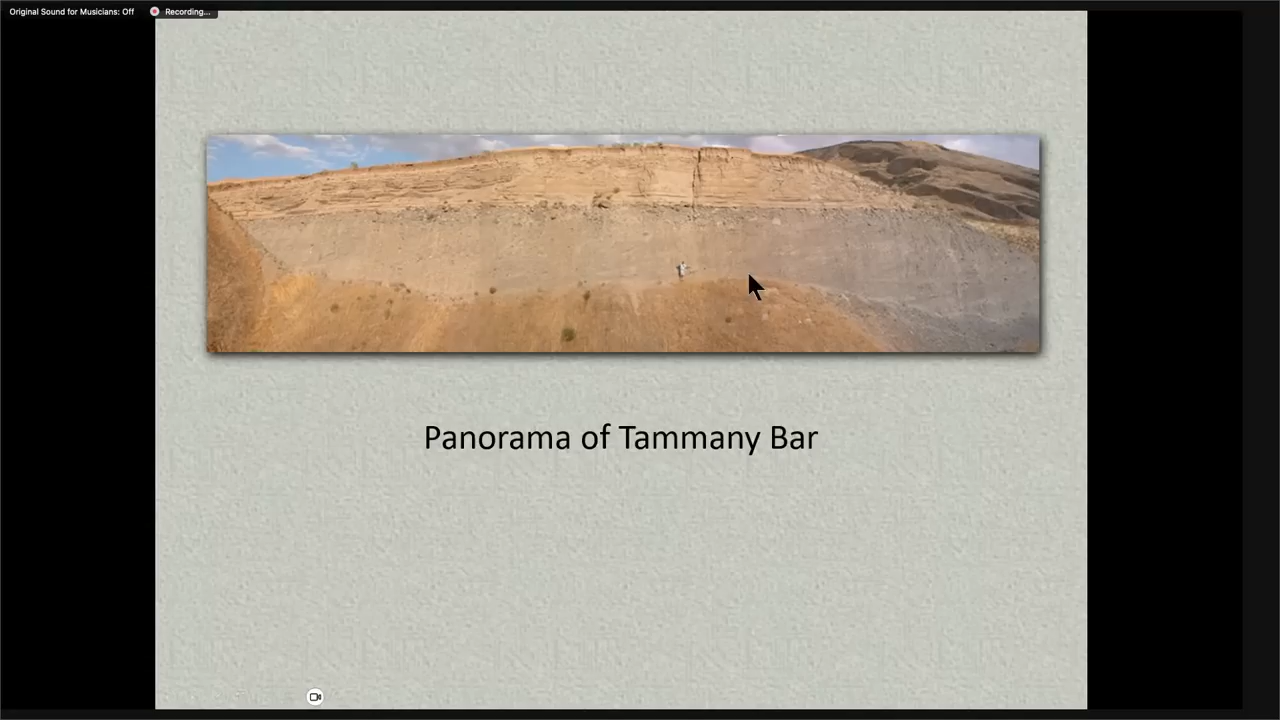 Original Sound for Musicians: Off
Recording...
Panorama of Tammany Bar